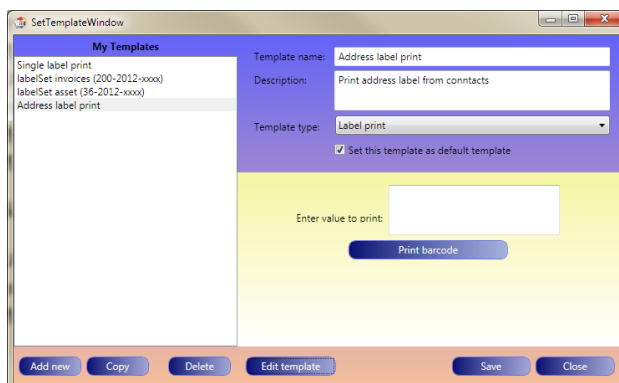 SetTemplateWindow
My Templates
Single label print
labelSet invoices (200-2012-xxxx)
labelSet asset (36-2012-xxxx)
Address label print
Template name: Address label print
Description: Print address label from conntacts
Template type: Label print
Set this template as default template
Enter value to print:
Print barcode
Add new Copy Delete Edit template Save Close